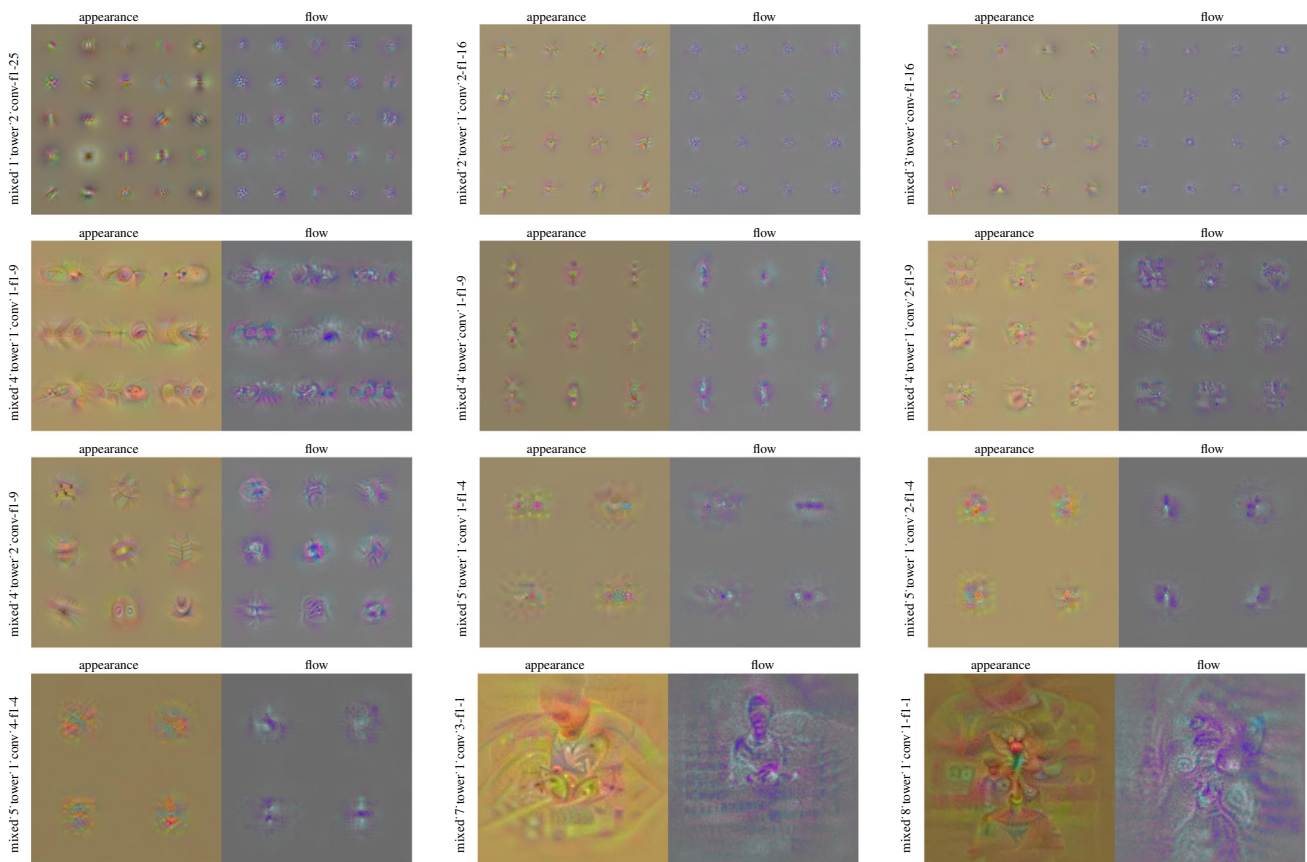 appearance flow
mixed˙1˙tower˙2˙conv-f1-25
appearance flow
mixed˙2˙tower˙1˙conv˙2-f1-16
appearance flow
mixed˙3˙tower˙conv-f1-16
appearance flow
mixed˙4˙tower˙1˙conv˙1-f1-9
appearance flow
mixed˙4˙tower˙conv˙1-f1-9
appearance flow
mixed˙4˙tower˙1˙conv˙2-f1-9
appearance flow
mixed˙4˙tower˙2˙conv-f1-9
appearance flow
mixed˙5˙tower˙1˙conv˙1-f1-4
appearance flow
mixed˙5˙tower˙1˙conv˙2-f1-4
appearance flow
mixed˙5˙tower˙1˙conv˙4-f1-4
appearance flow
mixed˙7˙tower˙1˙conv˙3-f1-1
appearance flow
mixed˙8˙tower˙1˙conv˙1-f1-1